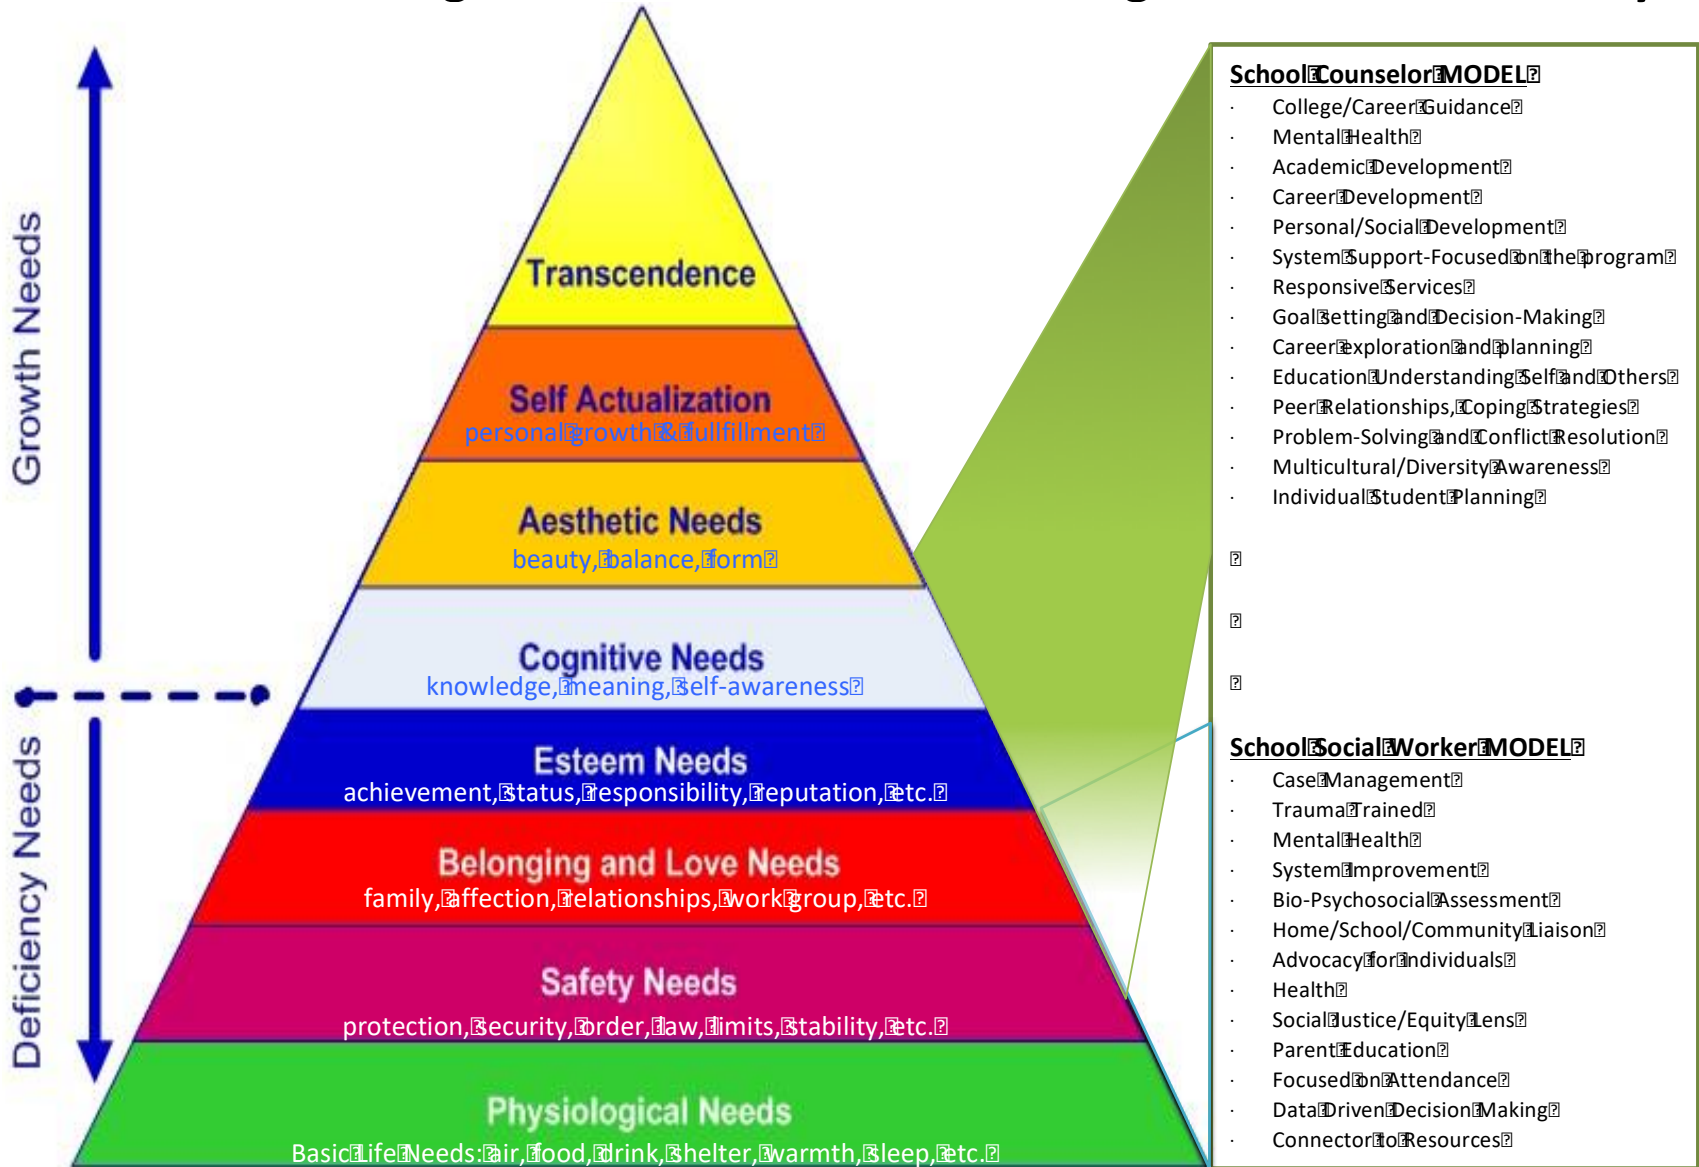 Growth Needs
Deficiency Needs
Transcendence
Self Actualization
personal growth & fullfillment
Aesthetic Needs
beauty, balance, form
Cognitive Needs
knowledge, meaning, self-awareness
Esteem Needs
achievement, status, responsibility, reputation, etc.
Belonging and Love Needs
family, affection, relationships, work group, etc.
Safety Needs
protection, security, order, law, limits, stability, etc.
Physiological Needs
Basic Life Needs: air, food, drink, shelter, warmth, sleep, etc.
School Counselor MODEL
· College/Career Guidance
· Mental Health
· Academic Development
· Career Development
· Personal/Social Development
· System Support-Focused on the program
· Responsive Services
· Goal setting and Decision-Making
· Career exploration and planning
· Education Understanding Self and Others
· Peer Relationships, Coping Strategies
· Problem-Solving and Conflict Resolution
· Multicultural/Diversity Awareness
· Individual Student Planning
School Social Worker MODEL
· Case Management
· Trauma Trained
· Mental Health
· System Improvement
· Bio-Psychosocial Assessment
· Home/School/Community Liaison
· Advocacy for Individuals
· Health
· Social Justice/Equity Lens
· Parent Education
· Focused on Attendance
· Data Driven Decision Making
· Connector to Resources